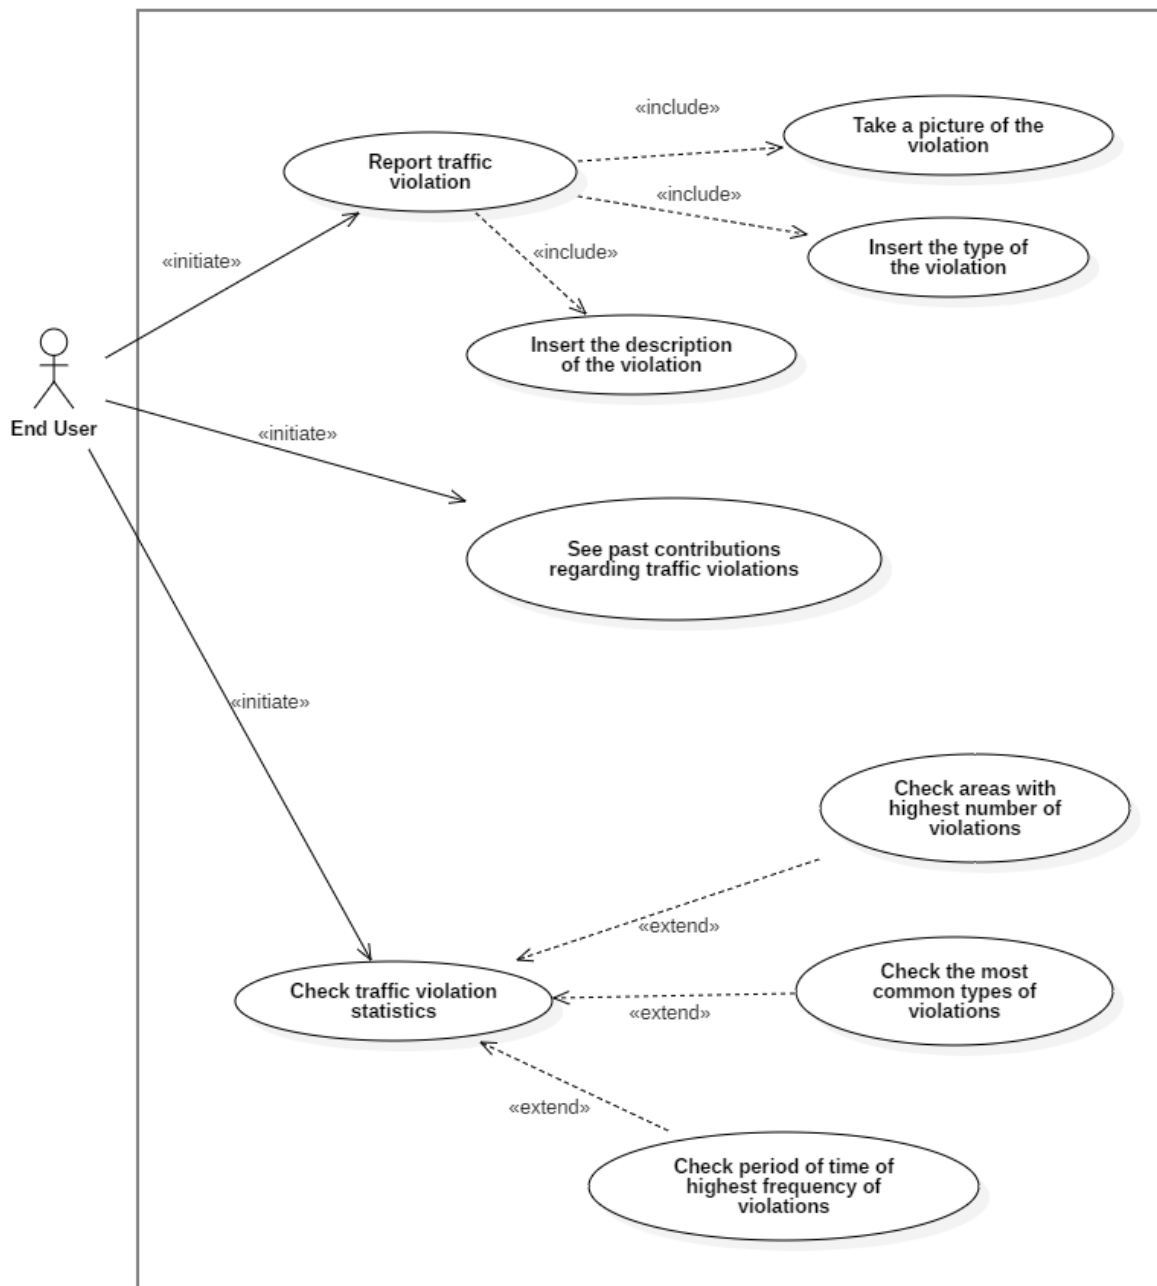 «include»
Take a picture of the
violation
Report traffic
violation
«include»
Insert the type of
the violation
«initiate»
«include»
Insert the description
of the violation
End User
«initiate»
See past contributions
regarding traffic violations
«initiate»
Check areas with
highest number of
violations
«extend»
Check the most
common types of
violations
Check traffic violation
statistics
«extend»
«extend»
Check period of time of
highest frequency of
violations